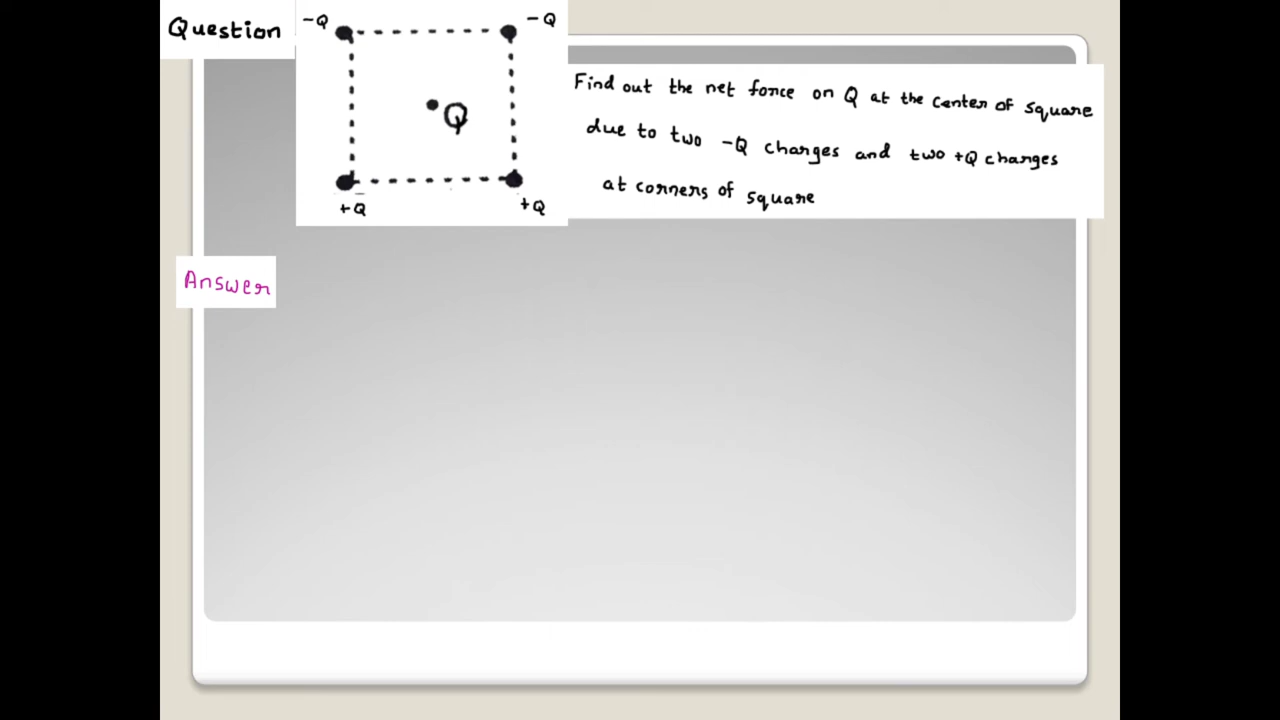 Question
-Q
-Q
Q
+Q
+Q
Find out the net force on Q at the center of square
due to two -Q charges and two +Q charges
at corners of square
Answer